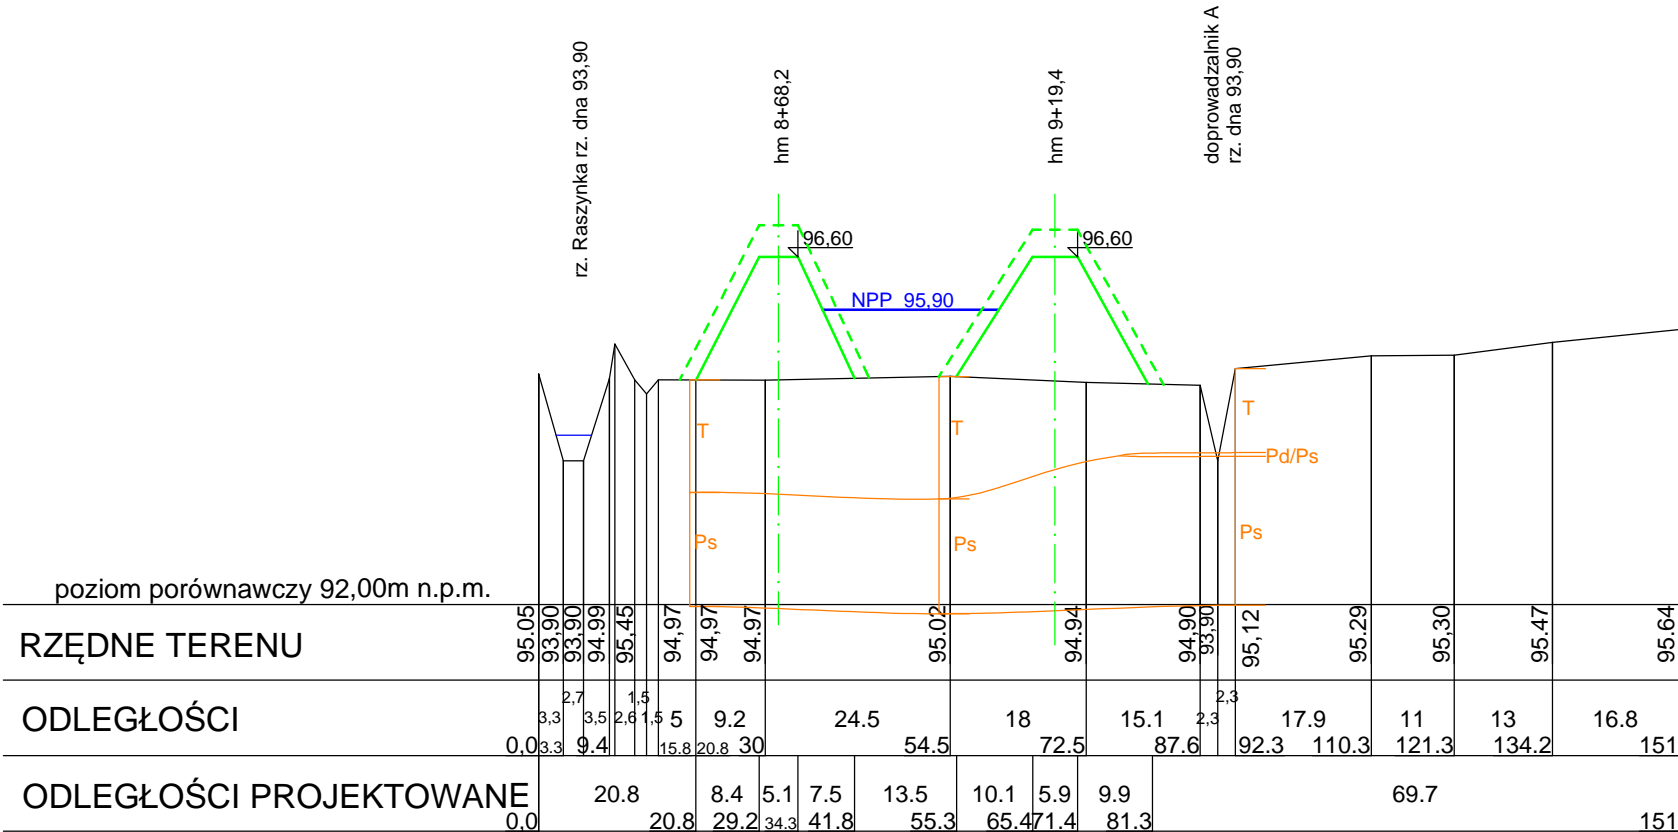 rz. Raszynka rz. dna 93,90
hm 8+68,2
hm 9+19,4
doprowadzalnik A
rz. dna 93,90
96,60
96,60
NPP 95,90
T
T
T
Pd/Ps
Ps
Ps
Ps
poziom porównawczy 92,00m n.p.m.
RZĘDNE TERENU
95.05 93,90 93,90 94.99 95,45 94,97 94,97 94.97 95.02 94.94 94,90 93,90 95,12 95.29 95,30 95.47 95.64
ODLEGŁOŚCI
3,3 2,7 3,5 2,6 1,5 1,5 5 9.2 24.5 18 15.1 2,3 2,3 17.9 11 13 16.8
0,0 3.3 9.4 15.8 20.8 30 54.5 72.5 87.6 92.3 110.3 121.3 134.2 151
ODLEGŁOŚCI PROJEKTOWANE
20.8 8.4 5.1 7.5 13.5 10.1 5.9 9.9 69.7
0,0 20.8 29.2 34.3 41.8 55.3 65.4 71.4 81.3 151